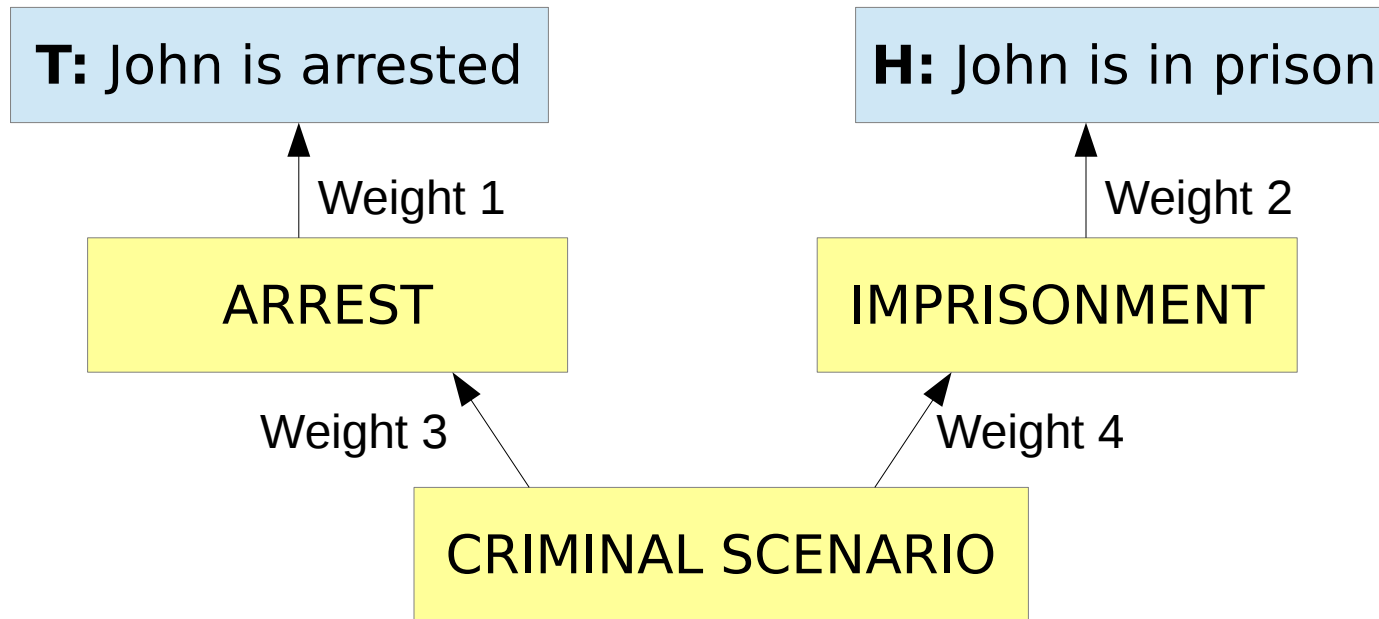 T: John is arrested
H: John is in prison
Weight 1
Weight 2
ARREST
IMPRISONMENT
Weight 3
Weight 4
CRIMINAL SCENARIO